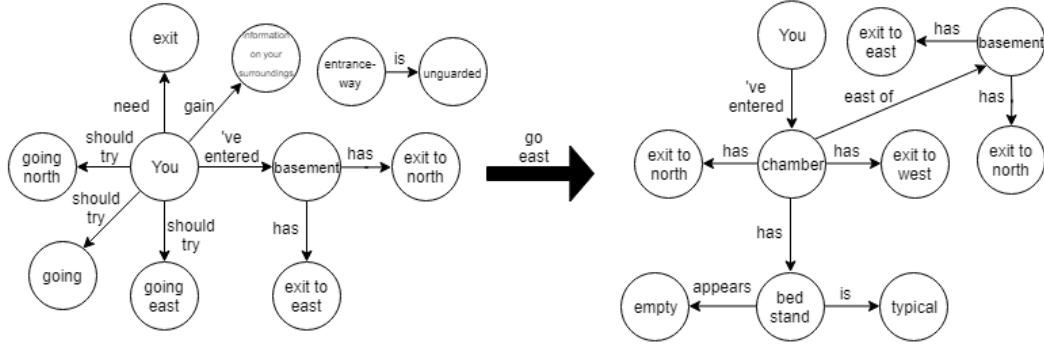 exit
information
on your
surroundings
need
gain
entrance-
way
is
unguarded
should
try
going
north
You
've
entered
basement
has
exit to
north
should
try
going
should
try
going
east
has
exit to
east
go
east
You
've
entered
exit to
east
has
basement
east of
has
exit to
north
exit to
north
has
chamber
has
exit to
west
has
empty
appears
bed
stand
is
typical